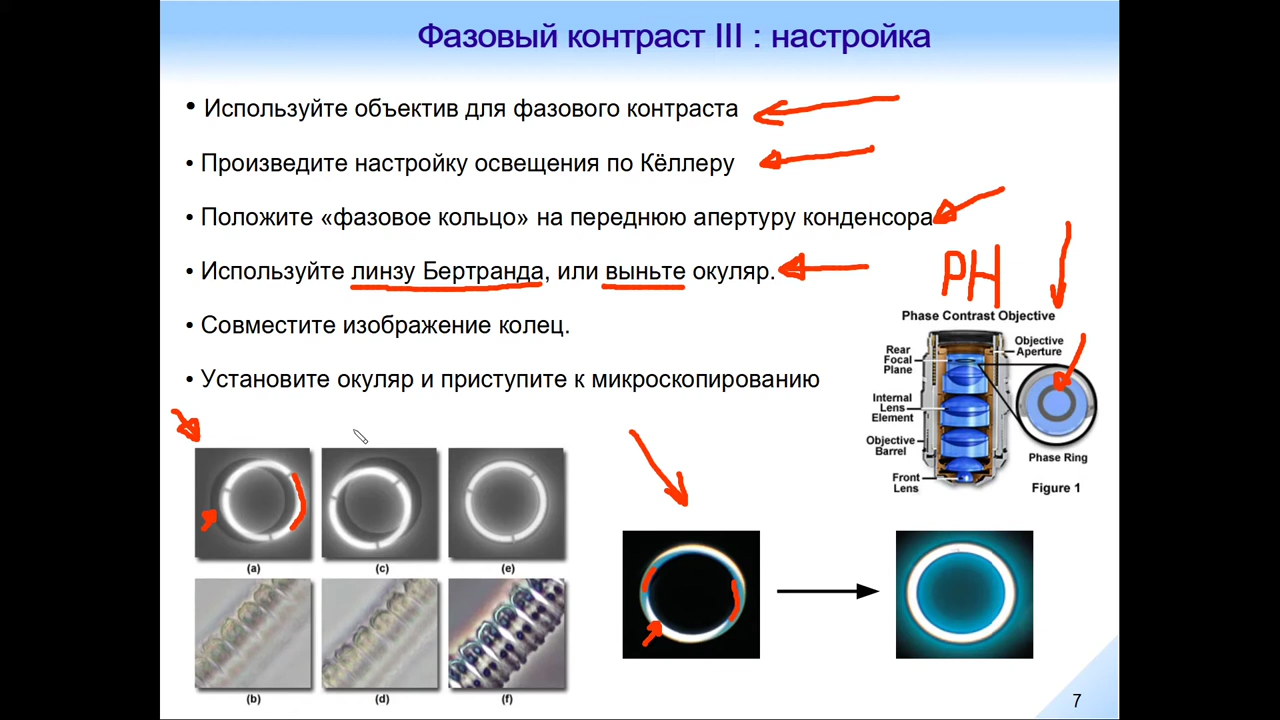 Фазовый контраст III : настройка
• Используйте объектив для фазового контраста
• Произведите настройку освещения по Кёллеру
• Положите «фазовое кольцо» на переднюю апертуру конденсора
• Используйте линзу Бертранда, или выньте окуляр.
• Совместите изображение колец.
• Установите окуляр и приступите к микроскопированию
PH
Phase Contrast Objective
Rear
Focal
Plane
Objective
Aperture
Internal
Lens
Element
Objective
Barrel
Front
Lens
Phase Ring
Figure 1
(a) (c) (e)
(b) (d) (f)
7